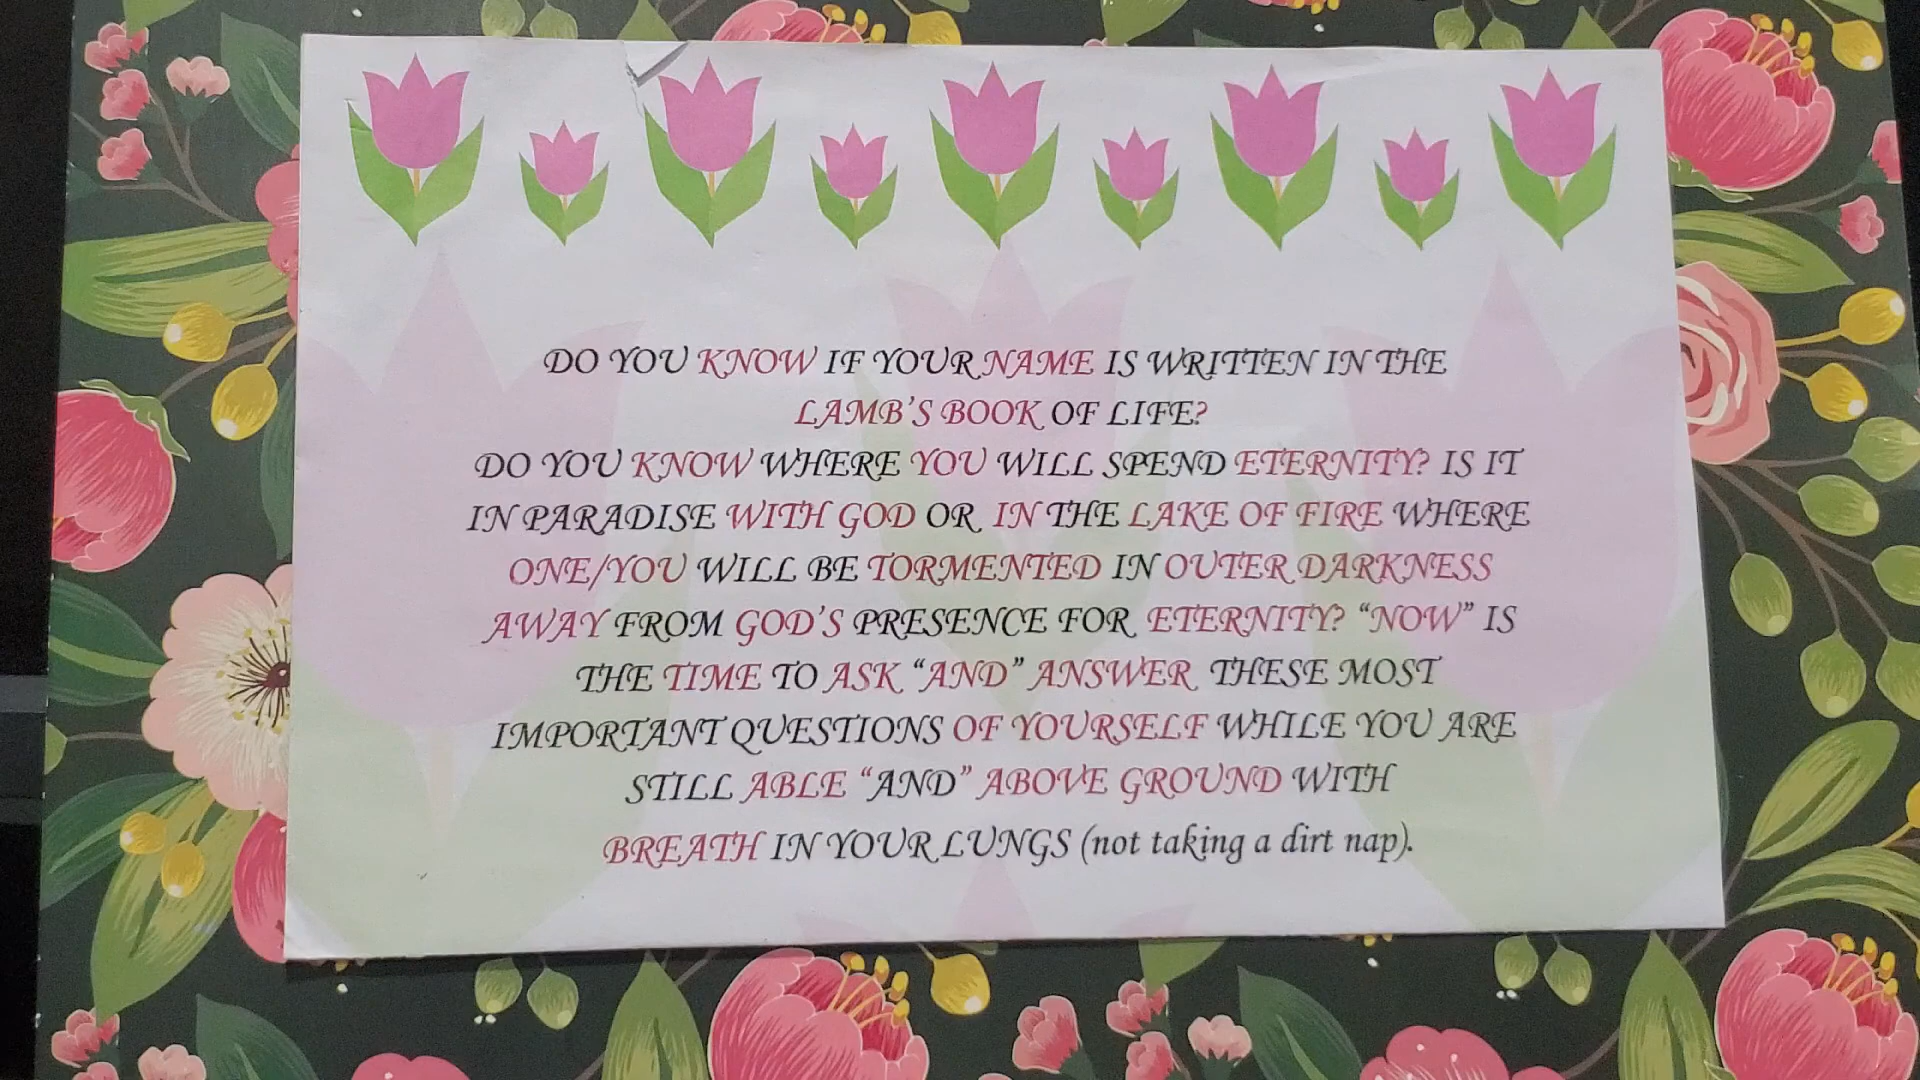 DO YOU KNOW IF YOUR NAME IS WRITTEN IN THE
LAMB'S BOOK OF LIFE?
DO YOU KNOW WHERE YOU WILL SPEND ETERNITY? IS IT
IN PARADISE WITH GOD OR IN THE LAKE OF FIRE WHERE
ONE/YOU WILL BE TORMENTED IN OUTER DARKNESS
AWAY FROM GOD'S PRESENCE FOR ETERNITY? “NOW” IS
THE TIME TO ASK “AND” ANSWER THESE MOST
IMPORTANT QUESTIONS OF YOURSELF WHILE YOU ARE
STILL ABLE “AND” ABOVE GROUND WITH
BREATH IN YOUR LUNGS (not taking a dirt nap).